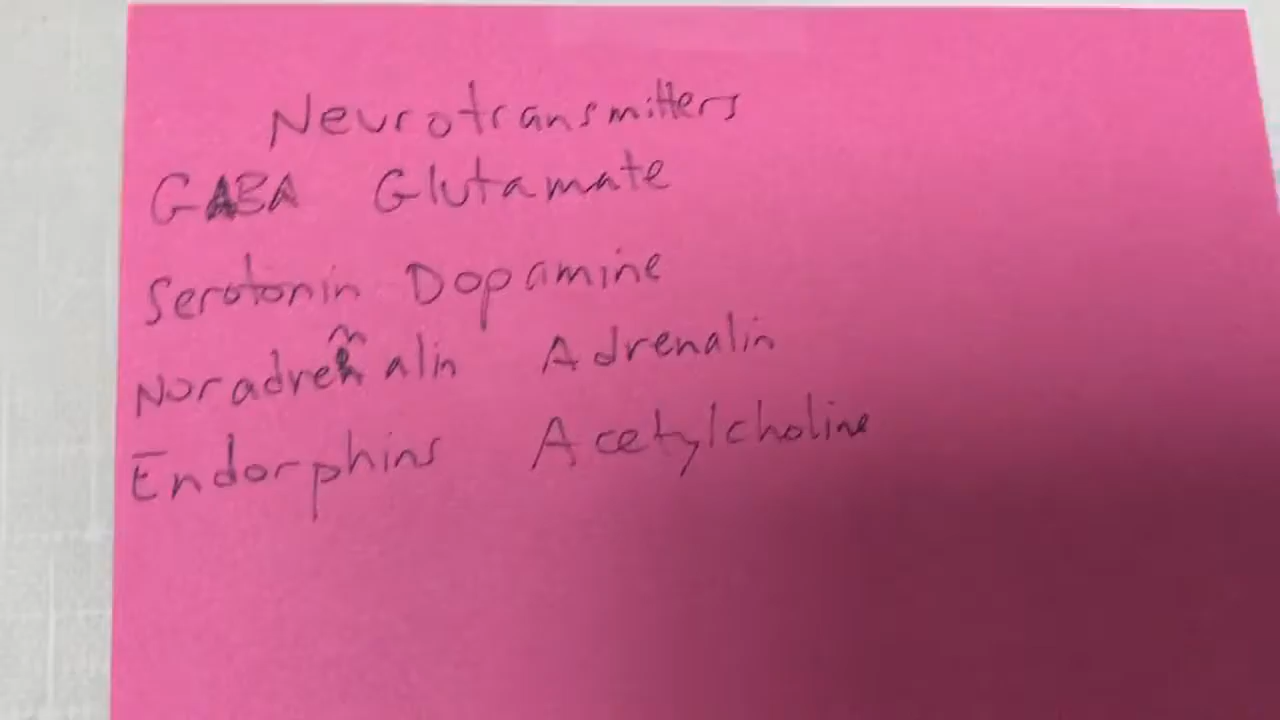 Neurotransmitters
GABA Glutamate
Serotonin Dopamine
Noradrenalin Adrenalin
Endorphins Acetylcholine